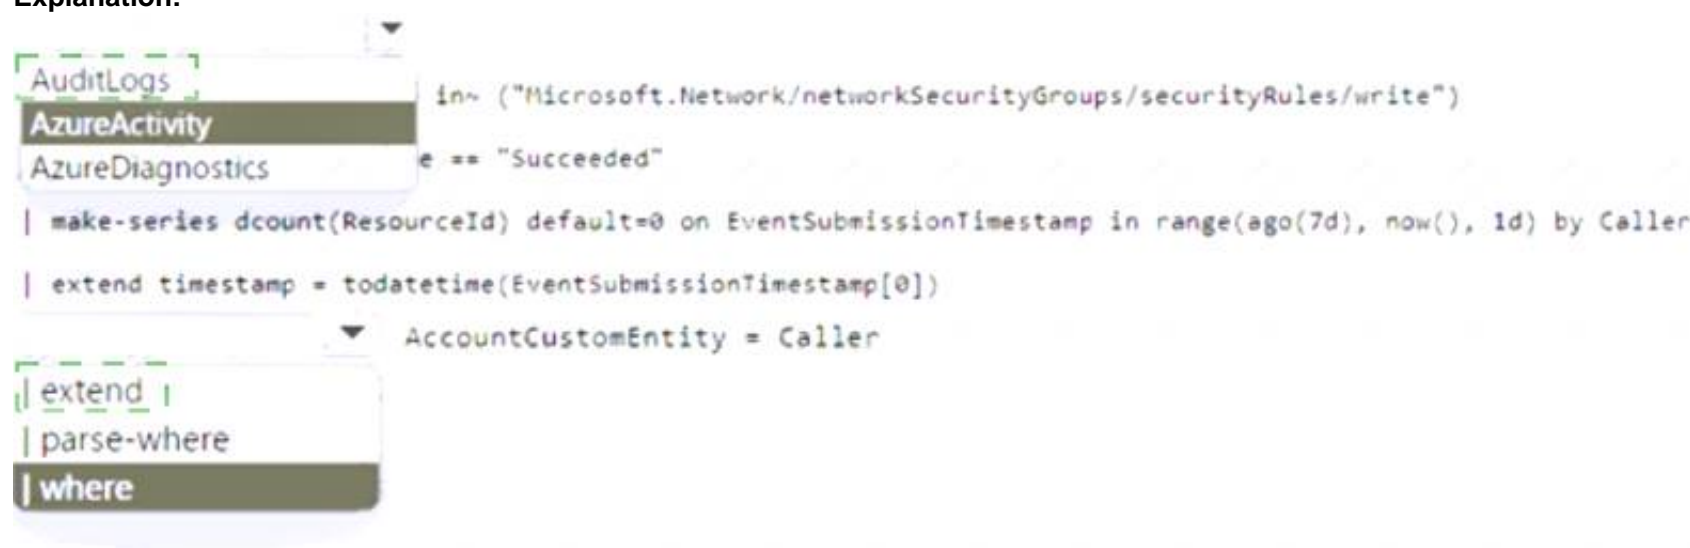 Explanation:
AuditLogs
in~ ("Microsoft.Network/networkSecurityGroups/securityRules/write")
AzureActivity
AzureDiagnostics
e == "Succeeded"
| make-series dcount(ResourceId) default=0 on EventSubmissionTimestamp in range(ago(7d), now(), 1d) by Caller
| extend timestamp = todatetime(EventSubmissionTimestamp[0])
AccountCustomEntity = Caller
| extend
| parse-where
| where